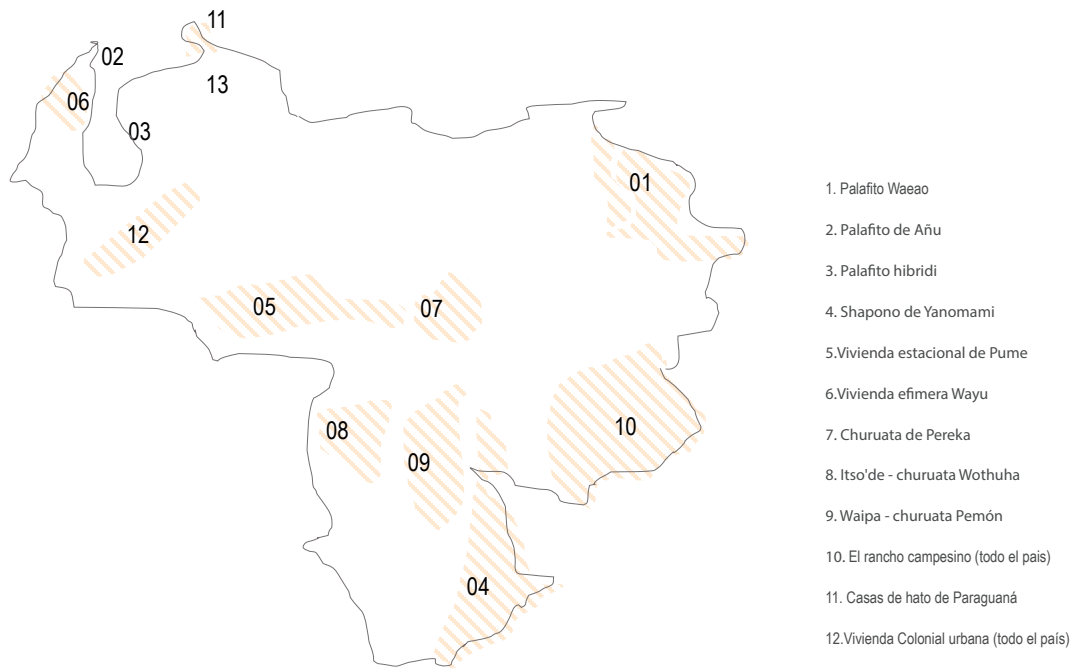 11
02
13
06
03
01
12
05
07
10
08
09
04
1. Palafito Waeao
2. Palafito de Añu
3. Palafito hibridi
4. Shapono de Yanomami
5.Vivienda estacional de Pume
6.Vivienda efimera Wayu
7. Churuata de Pereka
8. Itso'de - churuata Wothuha
9. Waipa - churuata Pemón
10. El rancho campesino (todo el pais)
11. Casas de hato de Paraguaná
12.Vivienda Colonial urbana (todo el país)